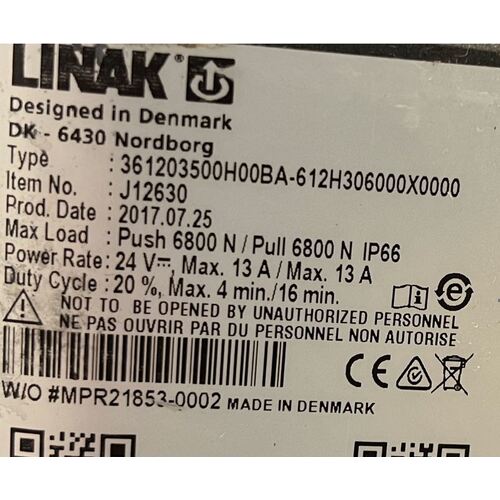 LINAK®
Designed in Denmark
DK - 6430 Nordborg
Type : 361203500H00BA-612H306000X0000
Item No. : J12630
Prod. Date : 2017.07.25
Max Load : Push 6800 N / Pull 6800 N IP66
Power Rate : 24 V⎓, Max. 13 A / Max. 13 A
Duty Cycle : 20 %, Max. 4 min./16 min.
NOT TO BE OPENED BY UNAUTHORIZED PERSONNEL
NE PAS OUVRIR PAR DU PERSONNEL NON AUTORISE
CE
W/O #MPR21853-0002 MADE IN DENMARK